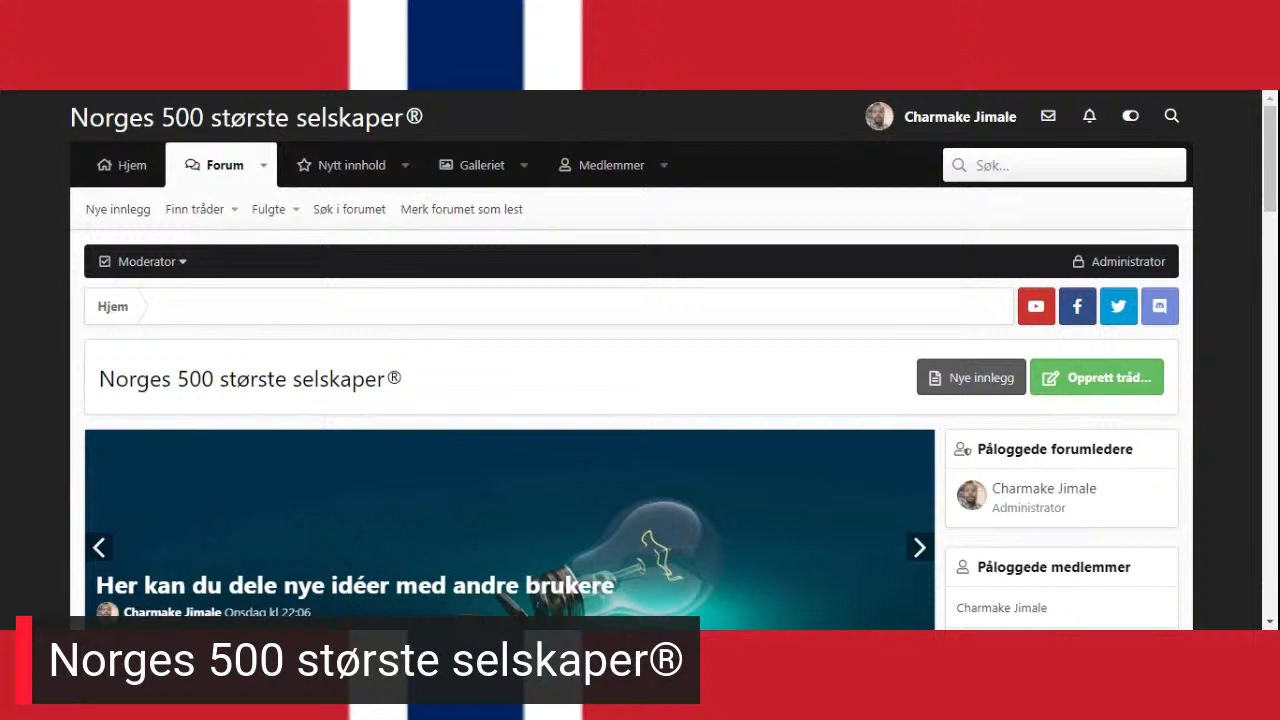 Norges 500 største selskaper®
Charmake Jimale
Hjem Forum Nytt innhold Galleriet Medlemmer Søk...
Nye innlegg Finn tråder Fulgte Søk i forumet Merk forumet som lest
Moderator Administrator
Hjem
Norges 500 største selskaper®
Nye innlegg Opprett tråd...
Påloggede forumledere
Charmake Jimale
Administrator
Påloggede medlemmer
Charmake Jimale
Her kan du dele nye idéer med andre brukere
Charmake Jimale Onsdag kl 22:06
Norges 500 største selskaper®